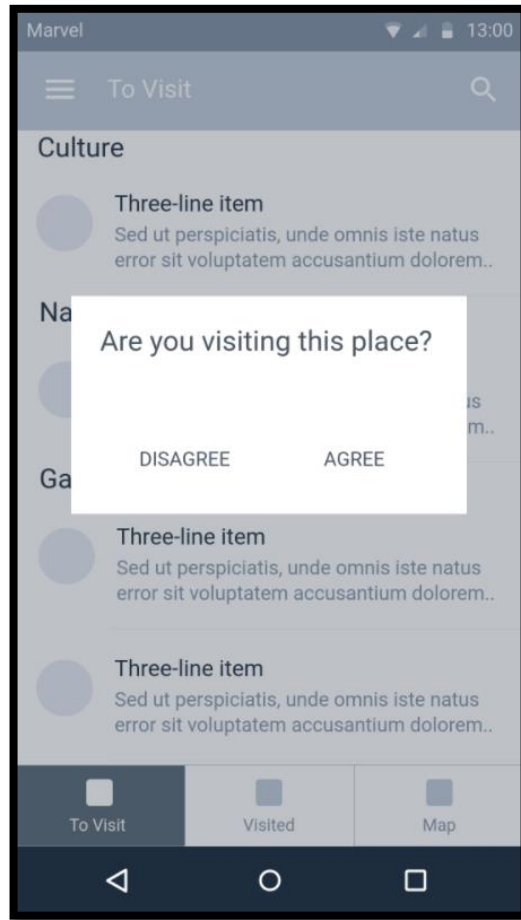 Marvel 13:00
To Visit
Culture
Three-line item
Sed ut perspiciatis, unde omnis iste natus
error sit voluptatem accusantium dolorem..
Na
Are you visiting this place?
us
m..
DISAGREE AGREE
Ga
Three-line item
Sed ut perspiciatis, unde omnis iste natus
error sit voluptatem accusantium dolorem..
Three-line item
Sed ut perspiciatis, unde omnis iste natus
error sit voluptatem accusantium dolorem..
To Visit Visited Map